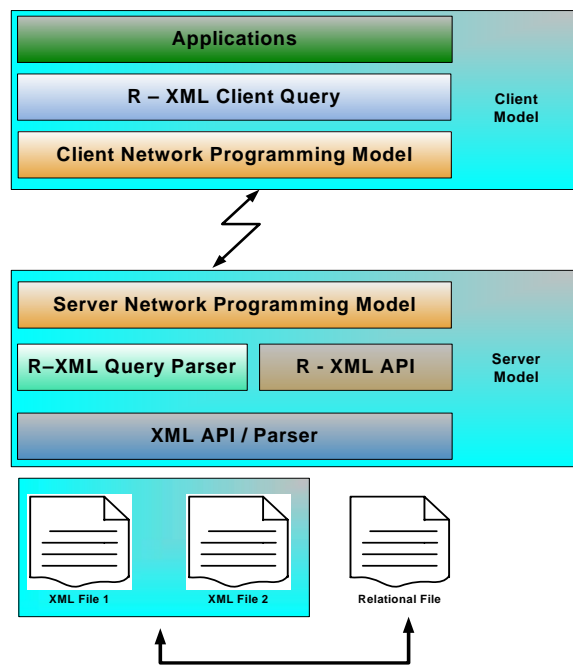 Applications
R – XML Client Query
Client Network Programming Model
Client
Model
Server Network Programming Model
R–XML Query Parser
R - XML API
XML API / Parser
Server
Model
XML File 1
XML File 2
Relational File